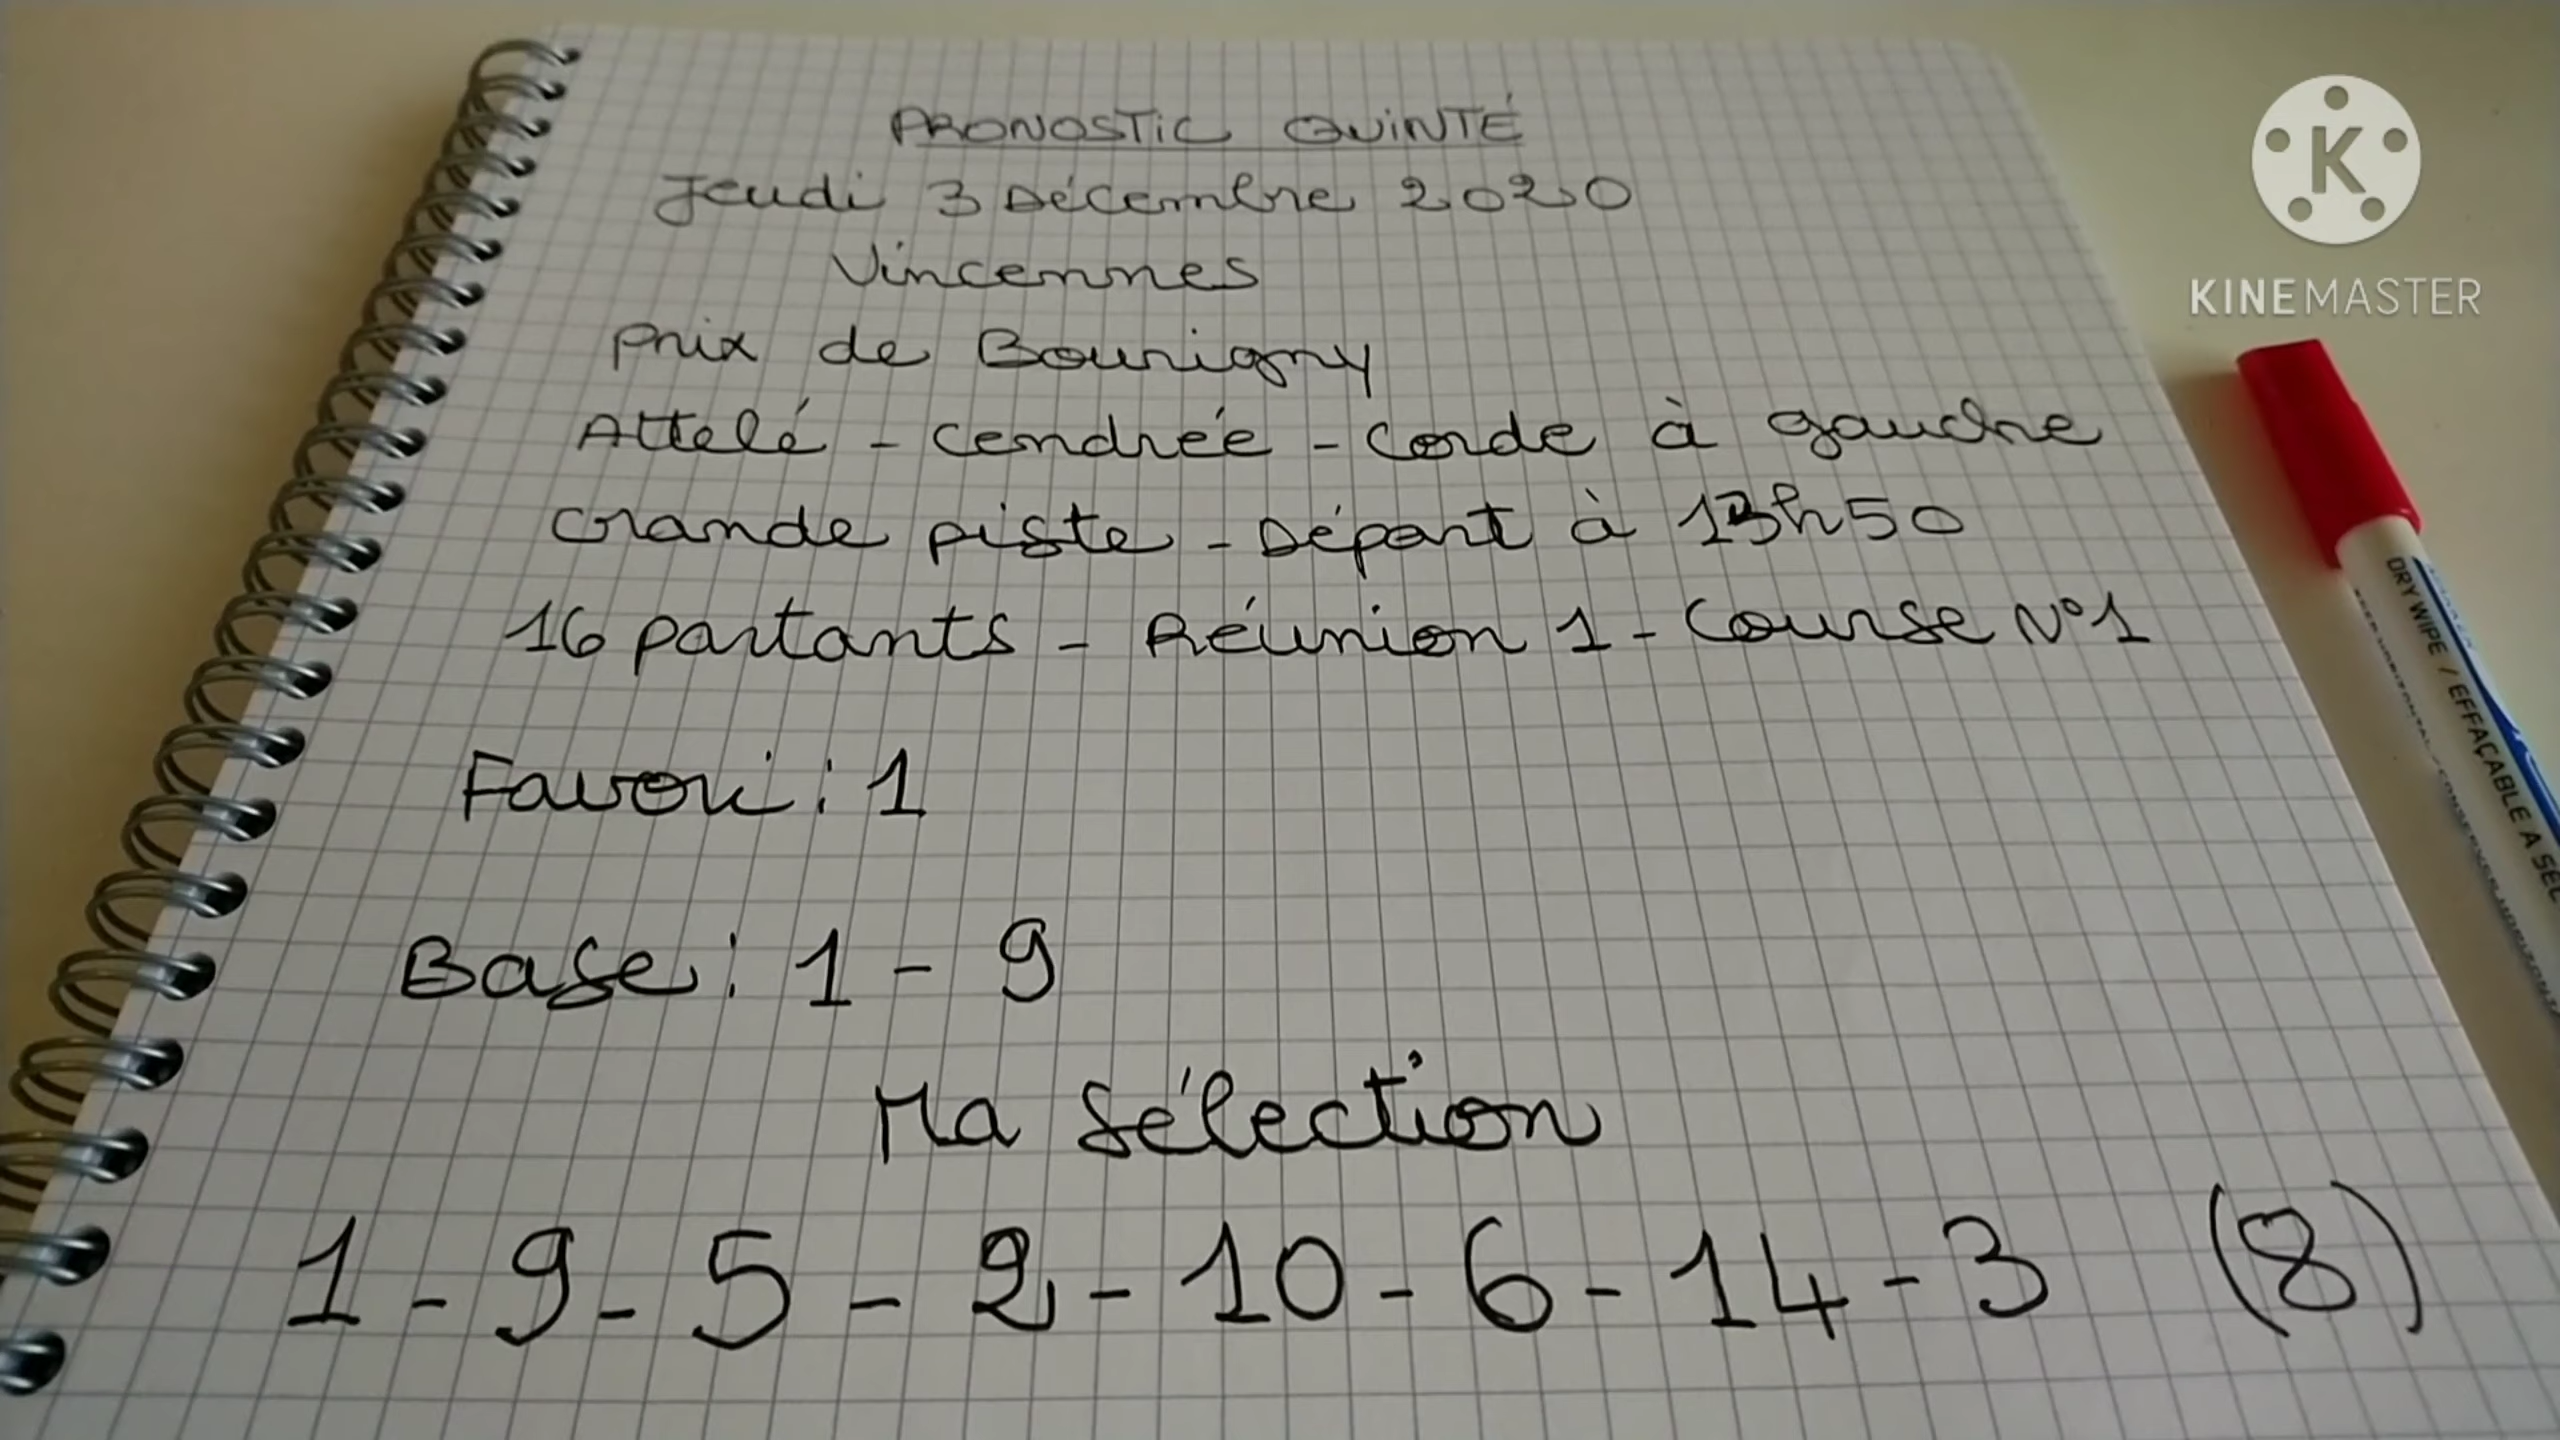 PRONOSTIC QUINTÉ
Jeudi 3 Décembre 2020
Vincennes
Prix de Bourigny
Attelé - cendrée - corde à gauche
Grande piste - Départ à 13h50
16 partants - Réunion 1 - Course N°1
Favori : 1
Base : 1 - 9
Ma sélection
1 - 9 - 5 - 2 - 10 - 6 - 14 - 3 (8)
K
KINEMASTER
DRY WIPE / EFFAÇABLE A SEC